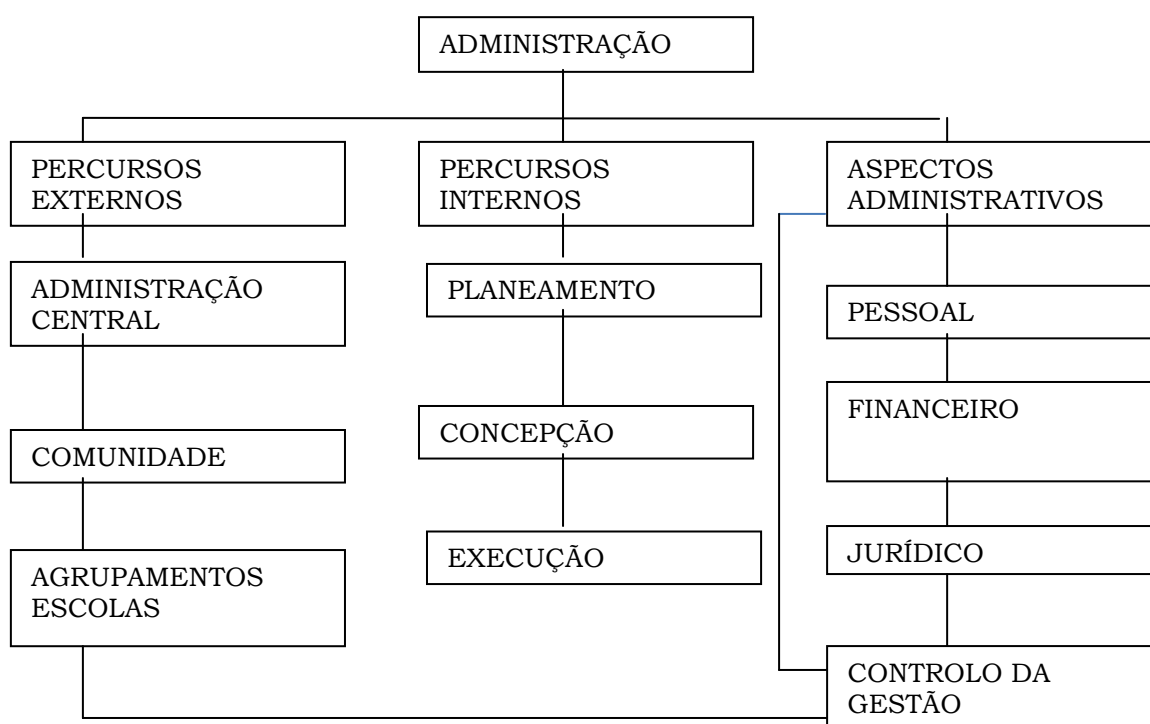 ADMINISTRAÇÃO
PERCURSOS
EXTERNOS
PERCURSOS
INTERNOS
ASPECTOS
ADMINISTRATIVOS
ADMINISTRAÇÃO
CENTRAL
PLANEAMENTO
PESSOAL
COMUNIDADE
CONCEPÇÃO
FINANCEIRO
AGRUPAMENTOS
ESCOLAS
EXECUÇÃO
JURÍDICO
CONTROLO DA
GESTÃO